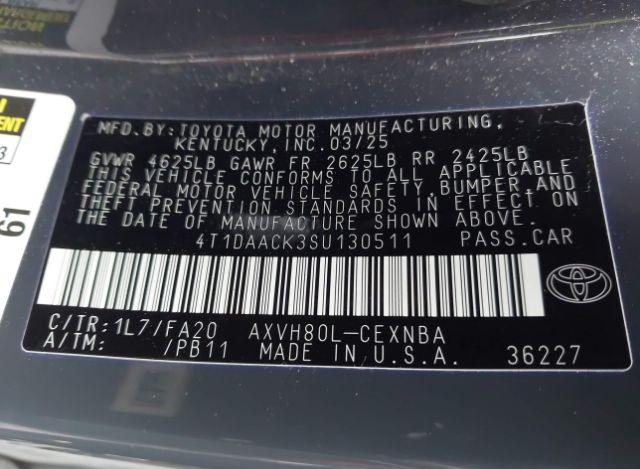 MFD.BY:TOYOTA MOTOR MANUFACTURING,
KENTUCKY,INC.03/25
GVWR 4625LB GAWR FR 2625LB RR 2425LB
THIS VEHICLE CONFORMS TO ALL APPLICABLE
FEDERAL MOTOR VEHICLE SAFETY,BUMPER,AND
THEFT PREVENTION STANDARDS IN EFFECT ON
THE DATE OF MANUFACTURE SHOWN ABOVE.
4T1DAACK3SU130511 PASS.CAR
C/TR:1L7/FA20 AXVH80L-CEXNBA
A/TM: /PB11 MADE IN U.S.A. 36227
61